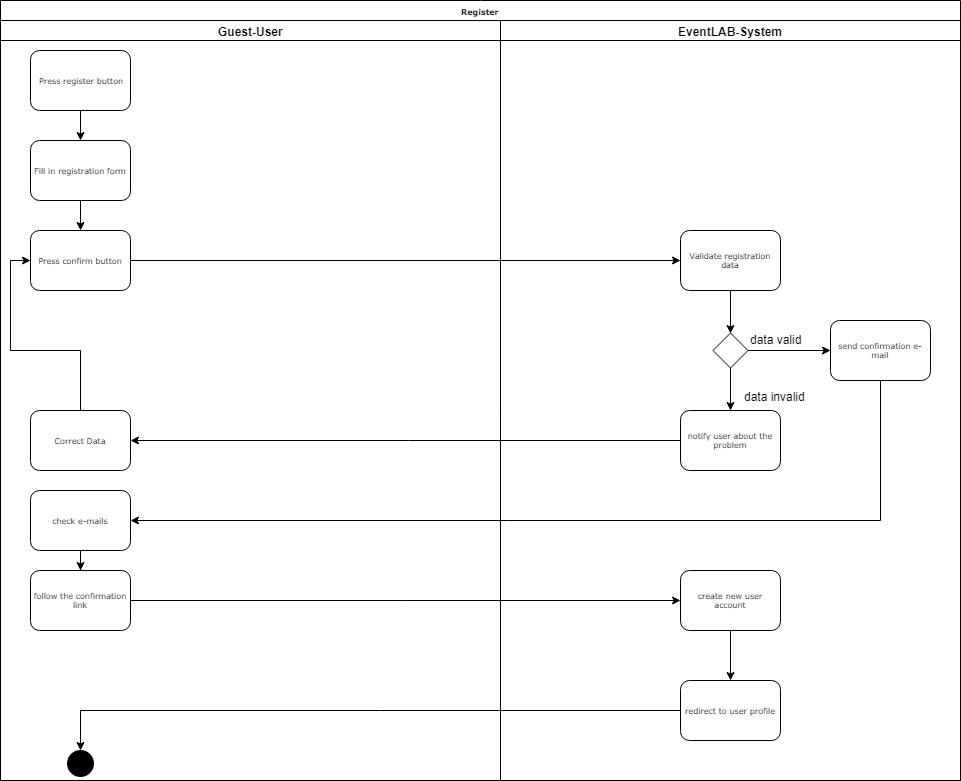 Register
Guest-User
EventLAB-System
Press register button
Fill in registration form
Press confirm button
Validate registration
data
data valid
send confirmation e-
mail
data invalid
Correct Data
notify user about the
problem
check e-mails
follow the confirmation
link
create new user
account
redirect to user profile